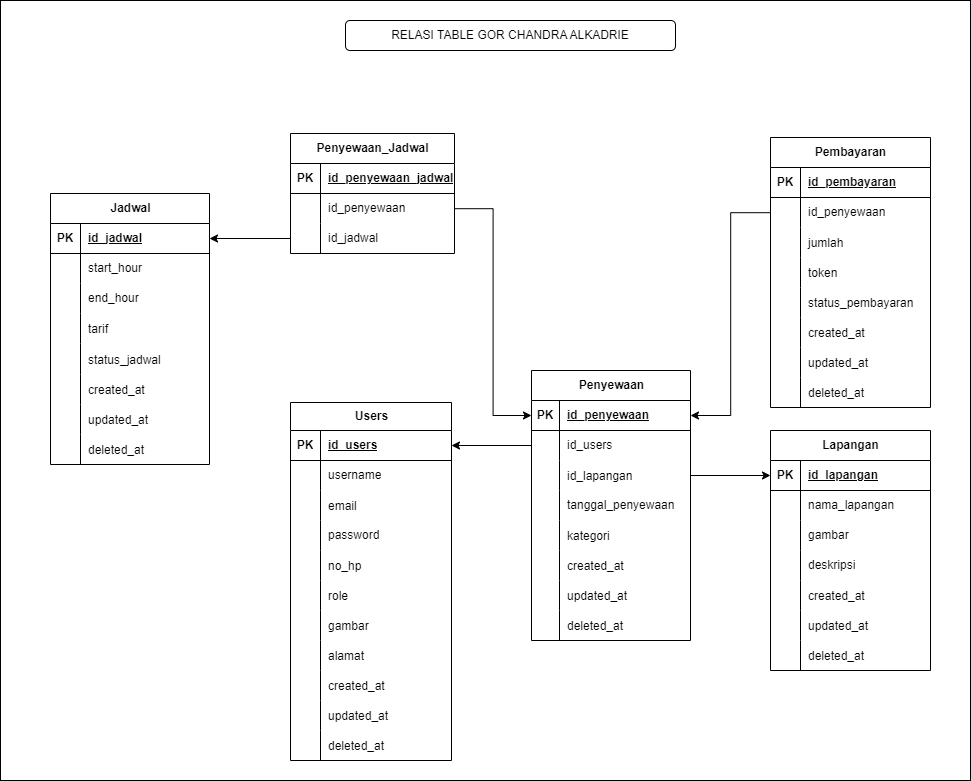 RELASI TABLE GOR CHANDRA ALKADRIE
Penyewaan_Jadwal
PK id_penyewaan_jadwal
id_penyewaan
id_jadwal
Jadwal
PK id_jadwal
start_hour
end_hour
tarif
status_jadwal
created_at
updated_at
deleted_at
Pembayaran
PK id_pembayaran
id_penyewaan
jumlah
token
status_pembayaran
created_at
updated_at
deleted_at
Users
PK id_users
username
email
password
no_hp
role
gambar
alamat
created_at
updated_at
deleted_at
Penyewaan
PK id_penyewaan
id_users
id_lapangan
tanggal_penyewaan
kategori
created_at
updated_at
deleted_at
Lapangan
PK id_lapangan
nama_lapangan
gambar
deskripsi
created_at
updated_at
deleted_at